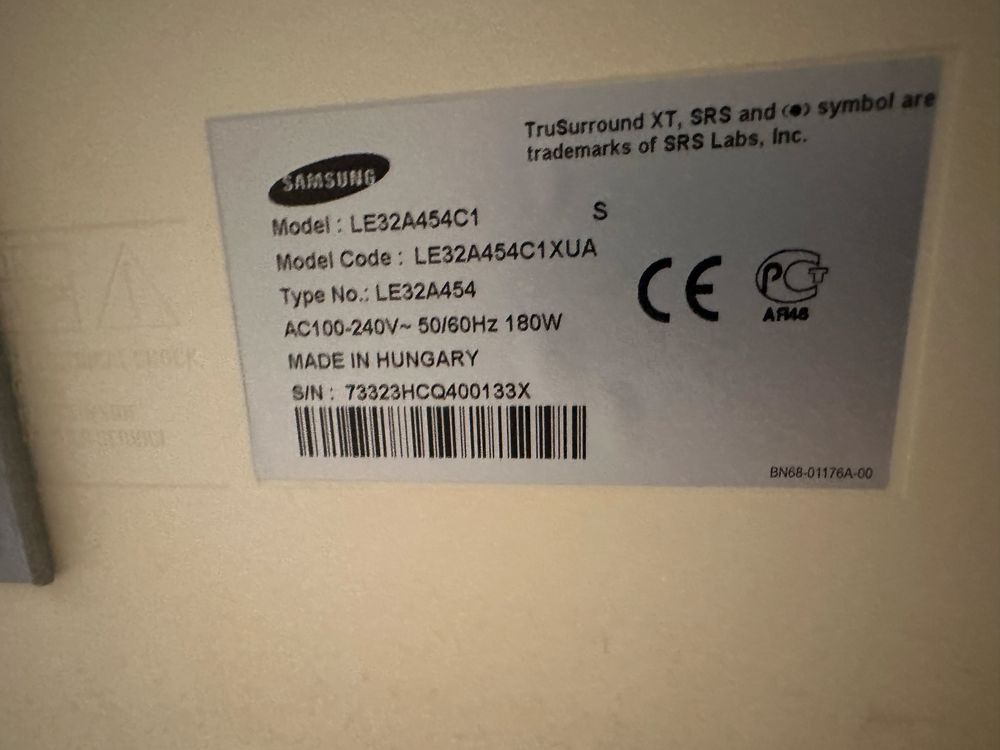 TruSurround XT, SRS and (●) symbol are
trademarks of SRS Labs, Inc.
SAMSUNG
Model : LE32A454C1 S
Model Code : LE32A454C1XUA
Type No.: LE32A454
AC100-240V~ 50/60Hz 180W
MADE IN HUNGARY
S/N : 73323HCQ400133X
CE
PCT
BN68-01176A-00